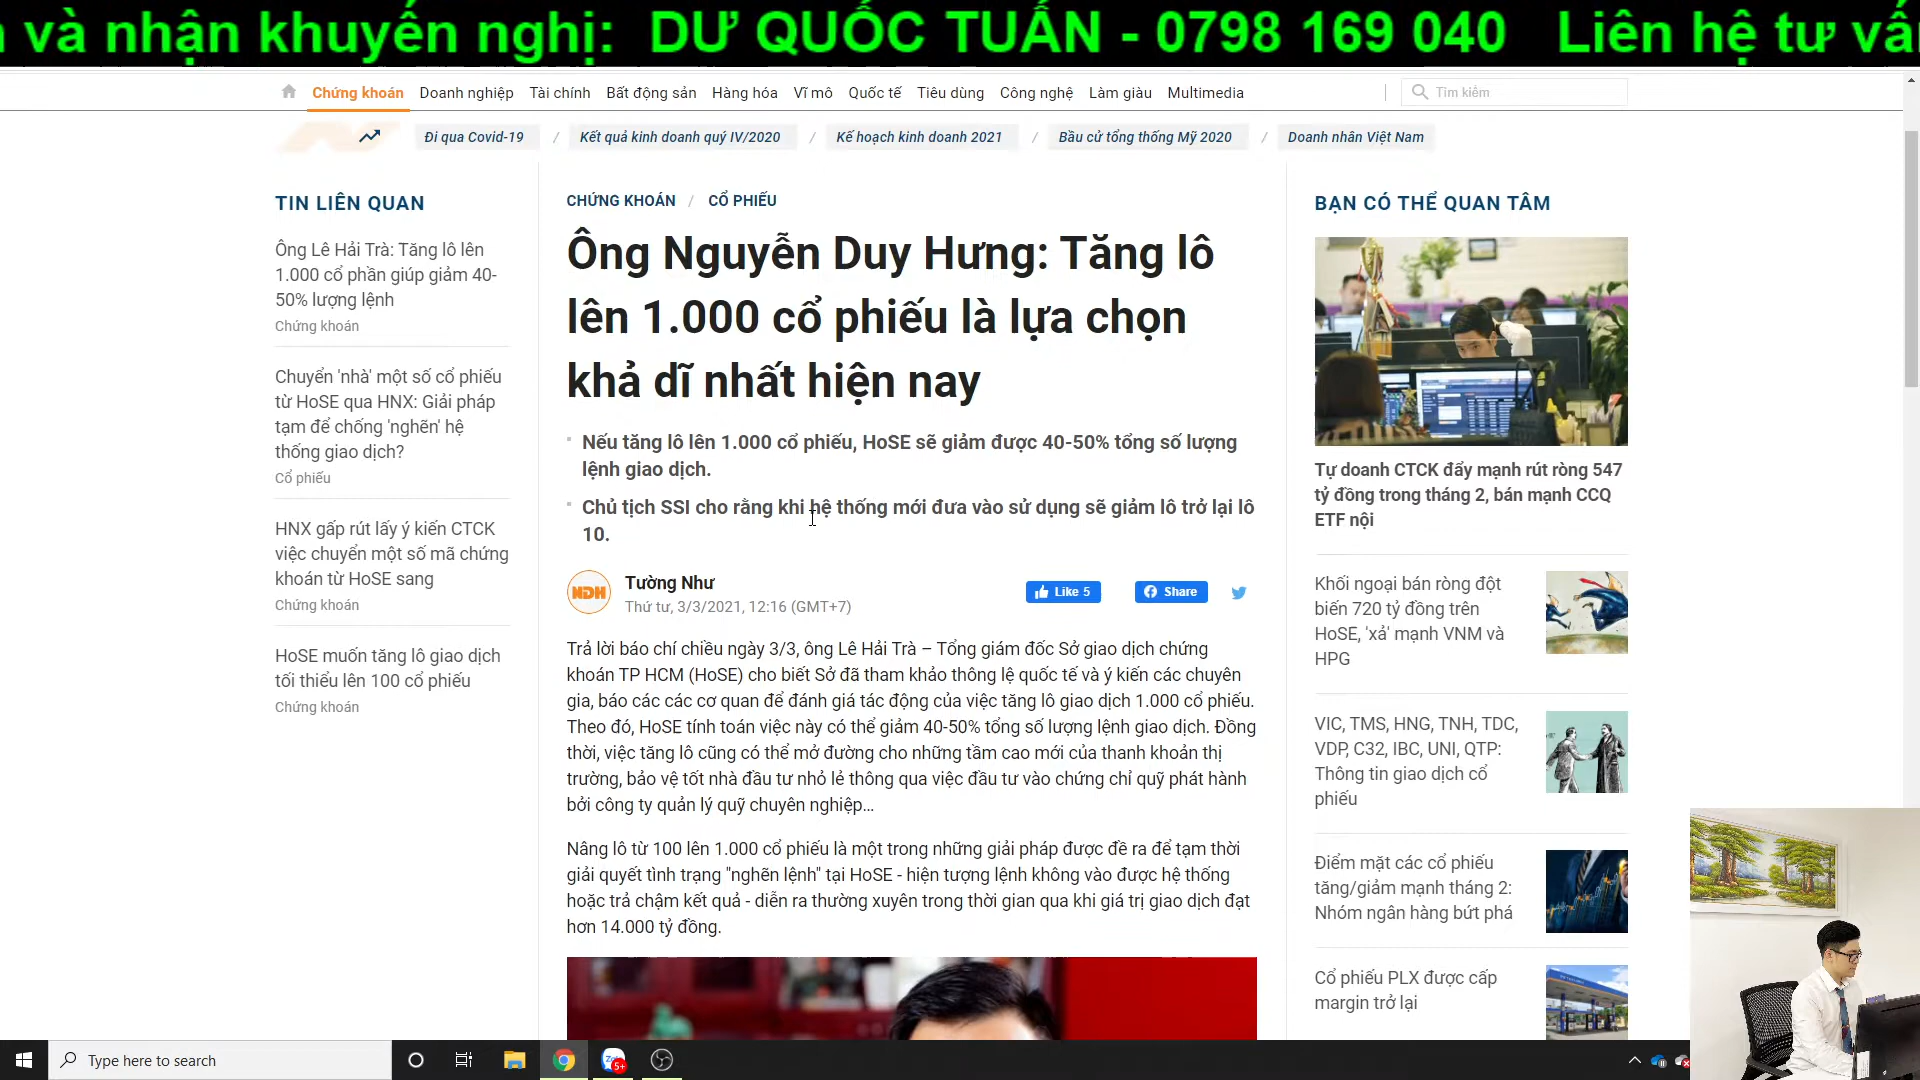 và nhận khuyến nghị:  DƯ QUỐC TUẤN - 0798 169 040   Liên hệ tư
Chứng khoán Doanh nghiệp Tài chính Bất động sản Hàng hóa Vĩ mô Quốc tế Tiêu dùng Công nghệ Làm giàu Multimedia
Tìm kiếm
Đi qua Covid-19 / Kết quả kinh doanh quý IV/2020 / Kế hoạch kinh doanh 2021 / Bầu cử tổng thống Mỹ 2020 / Doanh nhân Việt Nam
TIN LIÊN QUAN
Ông Lê Hải Trà: Tăng lô lên
1.000 cổ phần giúp giảm 40-
50% lượng lệnh
Chứng khoán
Chuyển 'nhà' một số cổ phiếu
từ HoSE qua HNX: Giải pháp
tạm để chống 'nghẽn' hệ
thống giao dịch?
Cổ phiếu
HNX gấp rút lấy ý kiến CTCK
việc chuyển một số mã chứng
khoán từ HoSE sang
Chứng khoán
HoSE muốn tăng lô giao dịch
tối thiểu lên 100 cổ phiếu
Chứng khoán
CHỨNG KHOÁN / CỔ PHIẾU
Ông Nguyễn Duy Hưng: Tăng lô
lên 1.000 cổ phiếu là lựa chọn
khả dĩ nhất hiện nay
Nếu tăng lô lên 1.000 cổ phiếu, HoSE sẽ giảm được 40-50% tổng số lượng
lệnh giao dịch.
Chủ tịch SSI cho rằng khi hệ thống mới đưa vào sử dụng sẽ giảm lô trở lại lô
10.
NDH
Tường Như
Thứ tư, 3/3/2021, 12:16 (GMT+7)
Like 5
Share
Trả lời báo chí chiều ngày 3/3, ông Lê Hải Trà – Tổng giám đốc Sở giao dịch chứng
khoán TP HCM (HoSE) cho biết Sở đã tham khảo thông lệ quốc tế và ý kiến các chuyên
gia, báo các các cơ quan để đánh giá tác động của việc tăng lô giao dịch 1.000 cổ phiếu.
Theo đó, HoSE tính toán việc này có thể giảm 40-50% tổng số lượng lệnh giao dịch. Đồng
thời, việc tăng lô cũng có thể mở đường cho những tầm cao mới của thanh khoản thị
trường, bảo vệ tốt nhà đầu tư nhỏ lẻ thông qua việc đầu tư vào chứng chỉ quỹ phát hành
bởi công ty quản lý quỹ chuyên nghiệp...
Nâng lô từ 100 lên 1.000 cổ phiếu là một trong những giải pháp được đề ra để tạm thời
giải quyết tình trạng "nghẽn lệnh" tại HoSE - hiện tượng lệnh không vào được hệ thống
hoặc trả chậm kết quả - diễn ra thường xuyên trong thời gian qua khi giá trị giao dịch đạt
hơn 14.000 tỷ đồng.
BẠN CÓ THỂ QUAN TÂM
Tự doanh CTCK đẩy mạnh rút ròng 547
tỷ đồng trong tháng 2, bán mạnh CCQ
ETF nội
Khối ngoại bán ròng đột
biến 720 tỷ đồng trên
HoSE, 'xả' mạnh VNM và
HPG
VIC, TMS, HNG, TNH, TDC,
VDP, C32, IBC, UNI, QTP:
Thông tin giao dịch cổ
phiếu
Điểm mặt các cổ phiếu
tăng/giảm mạnh tháng 2:
Nhóm ngân hàng bứt phá
Cổ phiếu PLX được cấp
margin trở lại
Type here to search
5+